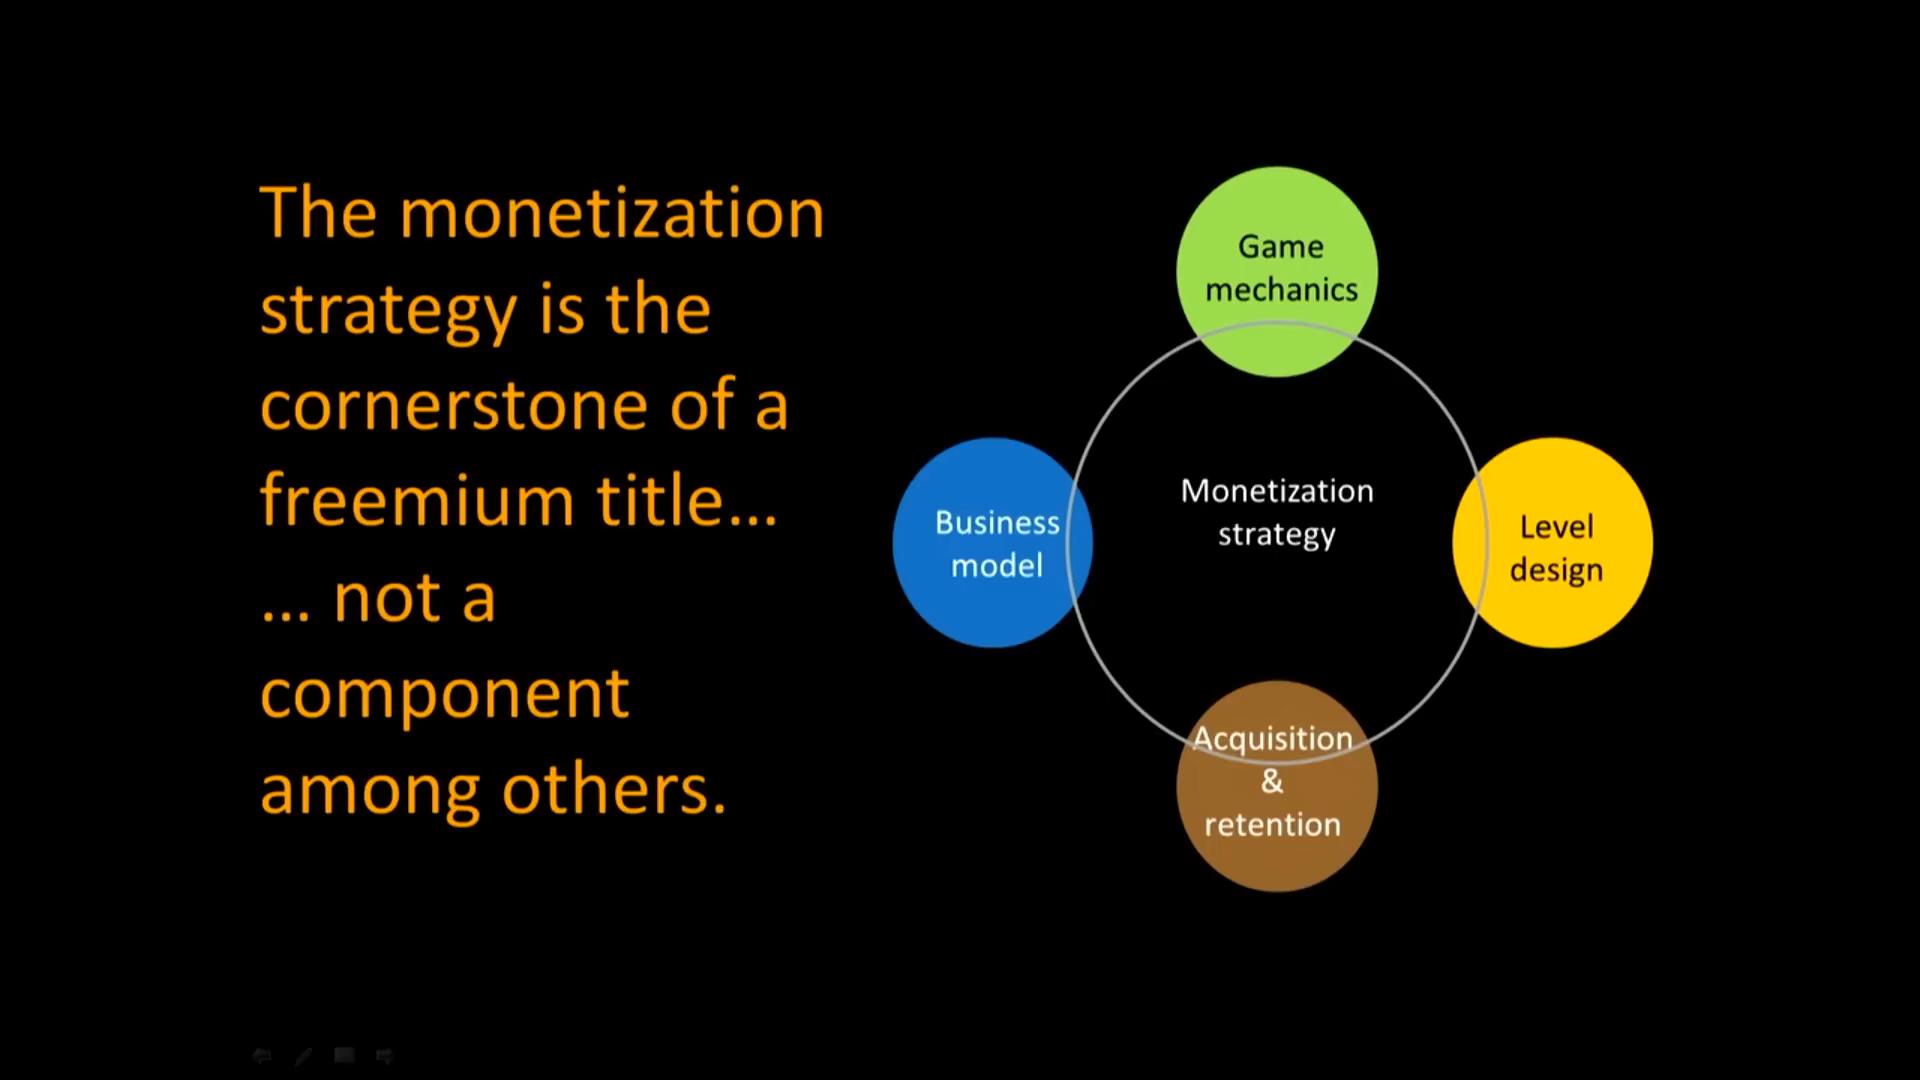 The monetization
strategy is the
cornerstone of a
freemium title...
... not a
component
among others.
Game
mechanics
Business
model
Monetization
strategy
Level
design
Acquisition
&
retention